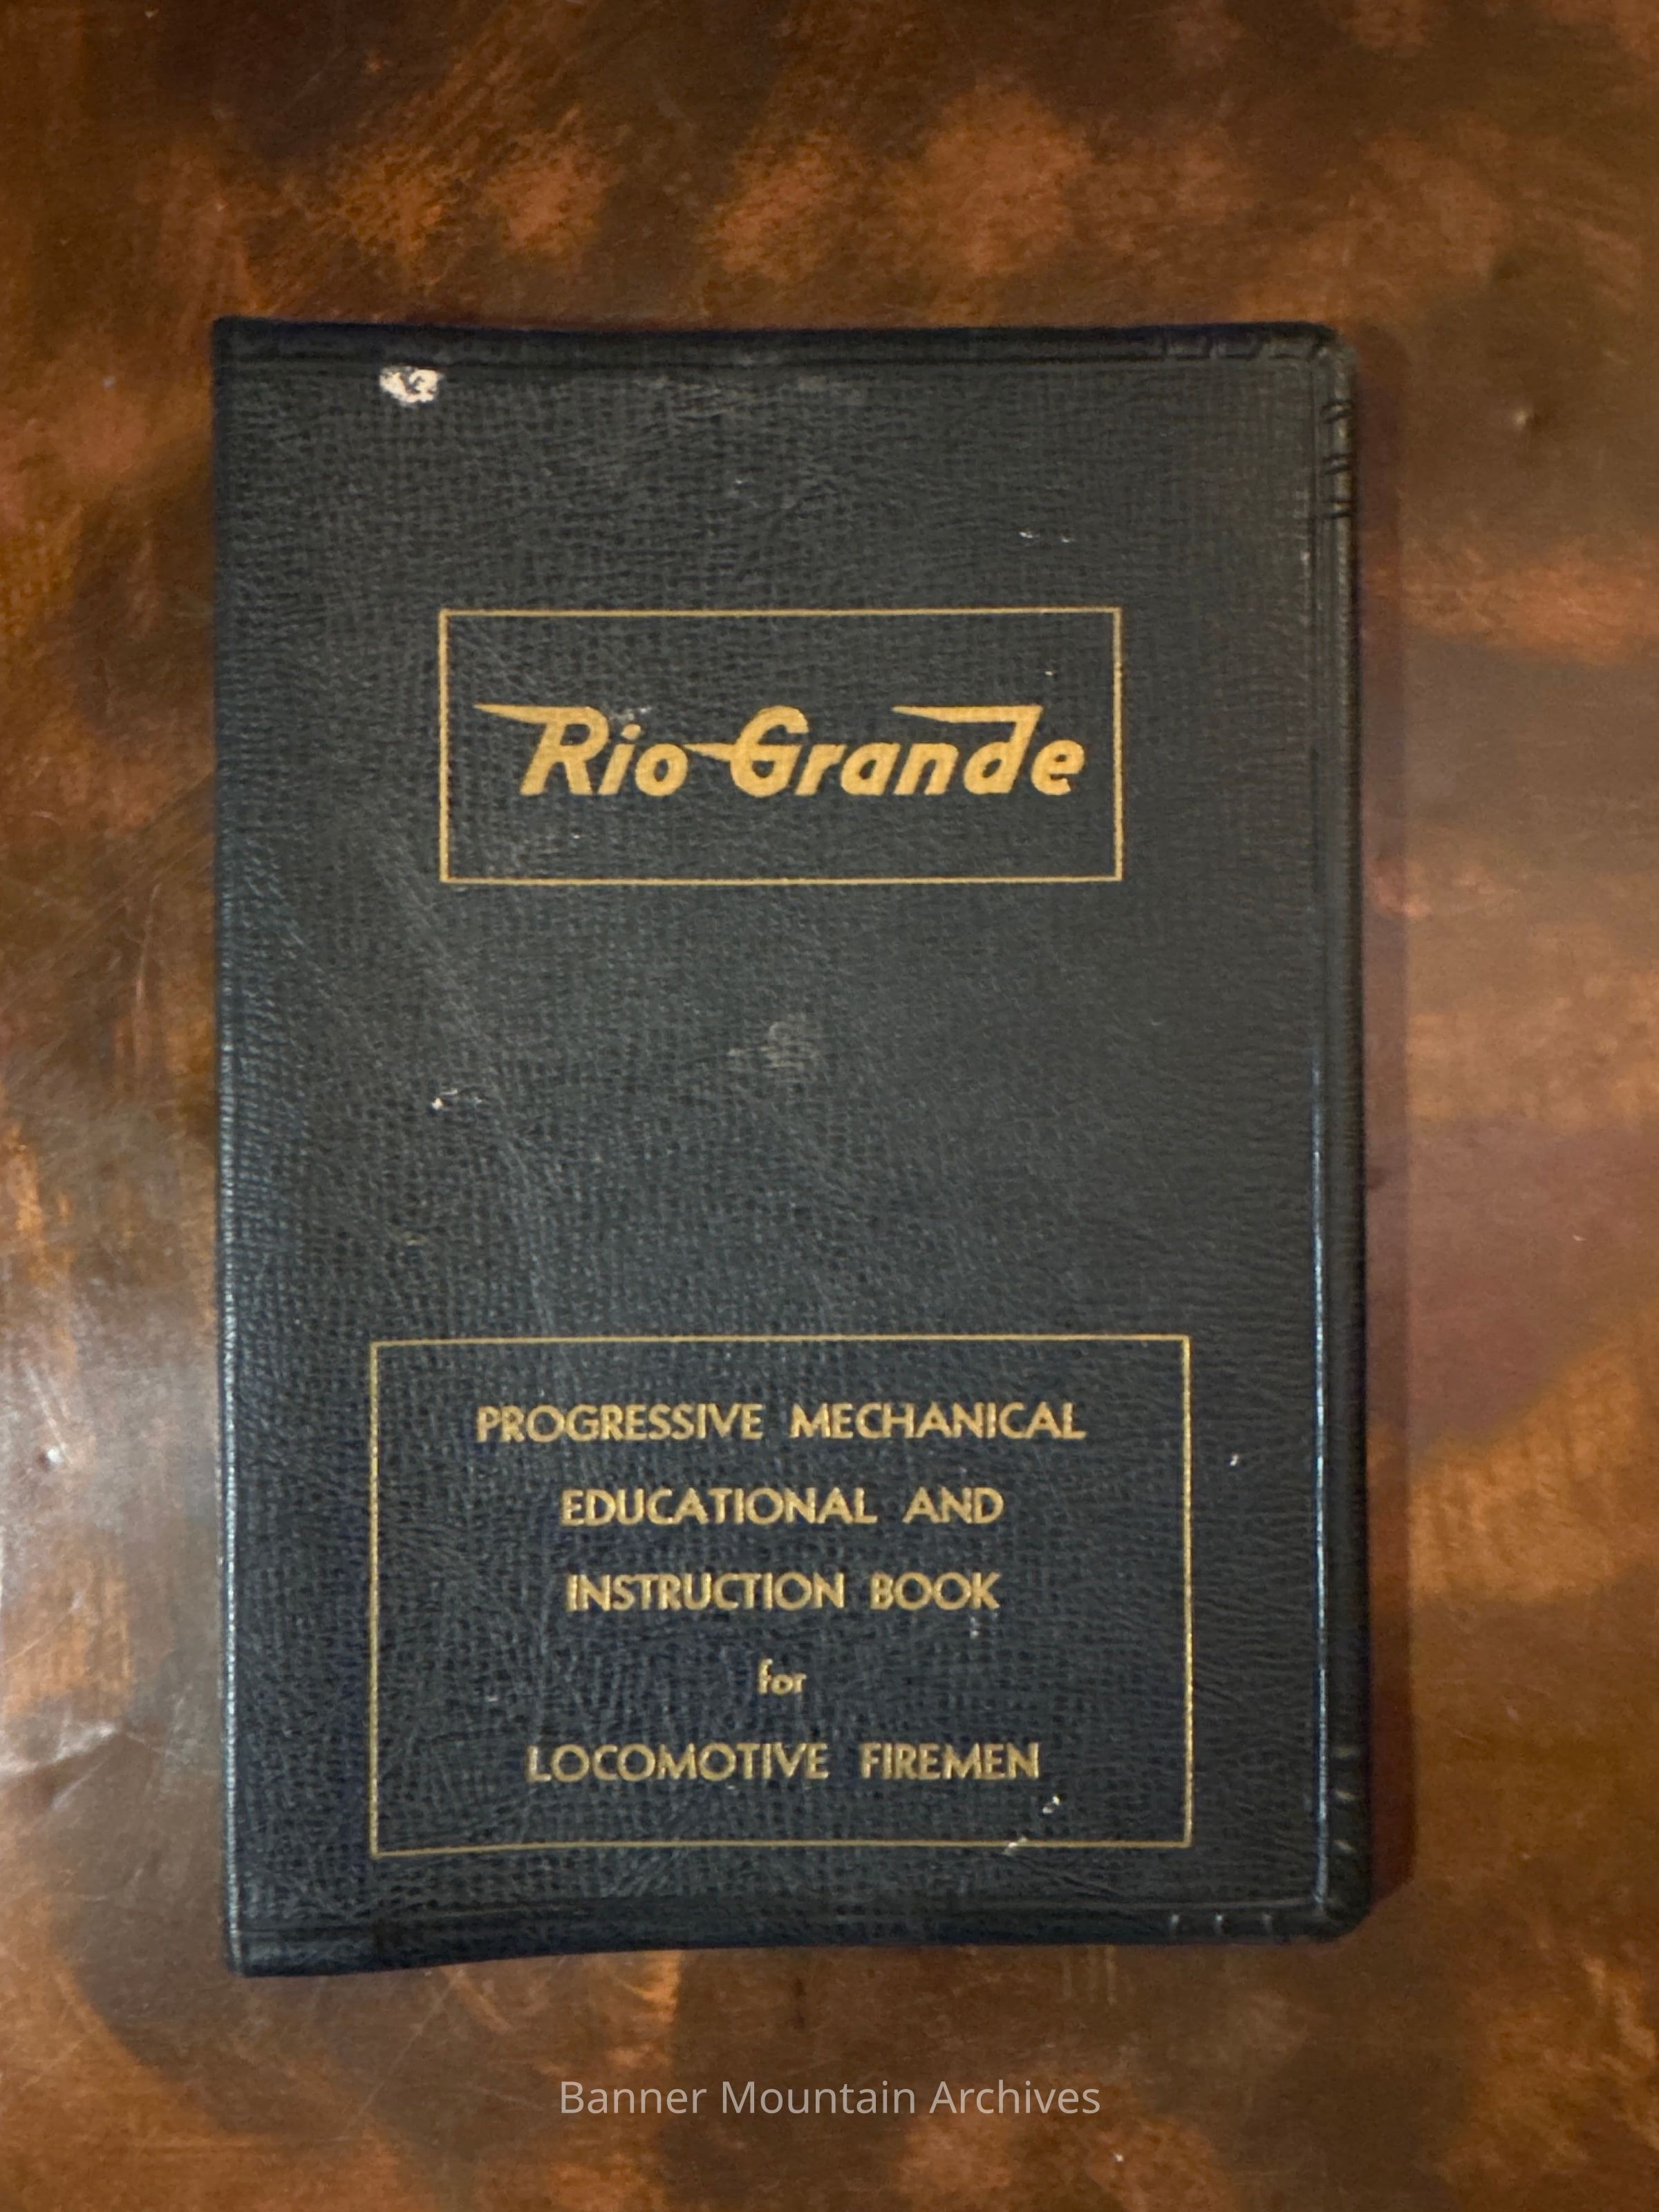 Rio Grande
PROGRESSIVE MECHANICAL
EDUCATIONAL AND
INSTRUCTION BOOK
for
LOCOMOTIVE FIREMEN
Banner Mountain Archives